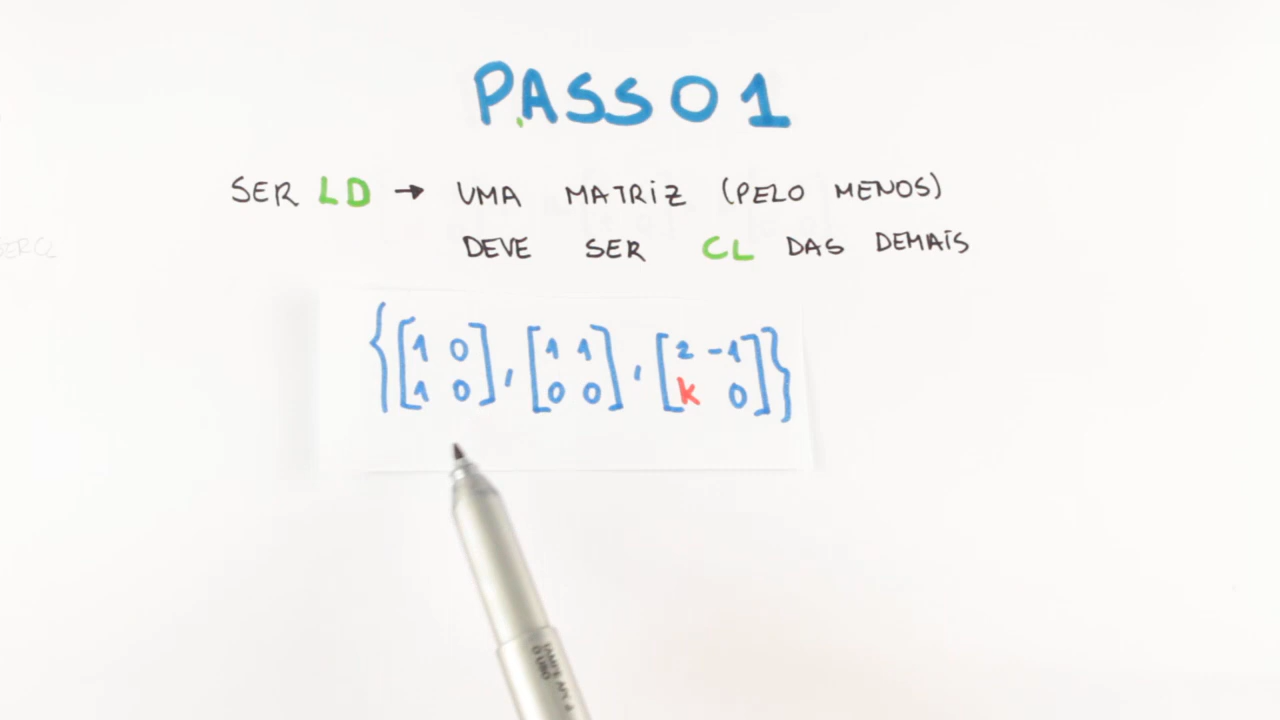 PASSO 1
SER LD → UMA MATRIZ (PELO MENOS)
DEVE SER CL DAS DEMAIS
{[1 0], [1 1], [2 -1]}
[1 0] [0 0] [k 0]